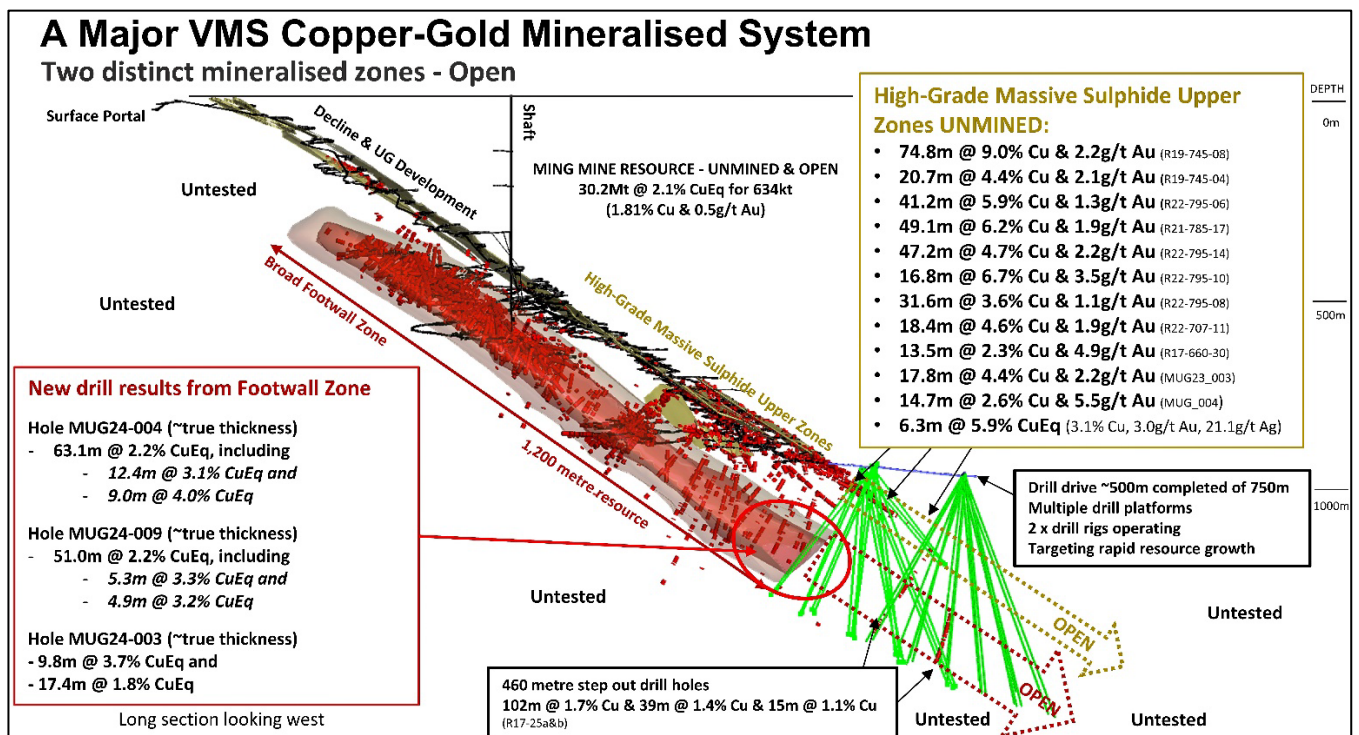 A Major VMS Copper-Gold Mineralised System
Two distinct mineralised zones - Open
Surface Portal
Decline & UG Development
Shaft
Untested
MING MINE RESOURCE - UNMINED & OPEN
30.2Mt @ 2.1% CuEq for 634kt
(1.81% Cu & 0.5g/t Au)
High-Grade Massive Sulphide Upper
Zones UNMINED:
• 74.8m @ 9.0% Cu & 2.2g/t Au (R19-745-08)
• 20.7m @ 4.4% Cu & 2.1g/t Au (R19-745-04)
• 41.2m @ 5.9% Cu & 1.3g/t Au (R22-795-06)
• 49.1m @ 6.2% Cu & 1.9g/t Au (R21-785-17)
• 47.2m @ 4.7% Cu & 2.2g/t Au (R22-795-14)
• 16.8m @ 6.7% Cu & 3.5g/t Au (R22-795-10)
• 31.6m @ 3.6% Cu & 1.1g/t Au (R22-795-08)
• 18.4m @ 4.6% Cu & 1.9g/t Au (R22-707-11)
• 13.5m @ 2.3% Cu & 4.9g/t Au (R17-660-30)
• 17.8m @ 4.4% Cu & 2.2g/t Au (MUG23_003)
• 14.7m @ 2.6% Cu & 5.5g/t Au (MUG_004)
• 6.3m @ 5.9% CuEq (3.1% Cu, 3.0g/t Au, 21.1g/t Ag)
DEPTH
0m
500m
1000m
Untested
Broad Footwall Zone
High-Grade Massive Sulphide Upper Zones
1,200 metre resource
New drill results from Footwall Zone
Hole MUG24-004 (~true thickness)
- 63.1m @ 2.2% CuEq, including
- 12.4m @ 3.1% CuEq and
- 9.0m @ 4.0% CuEq
Hole MUG24-009 (~true thickness)
- 51.0m @ 2.2% CuEq, including
- 5.3m @ 3.3% CuEq and
- 4.9m @ 3.2% CuEq
Hole MUG24-003 (~true thickness)
- 9.8m @ 3.7% CuEq and
- 17.4m @ 1.8% CuEq
Drill drive ~500m completed of 750m
Multiple drill platforms
2 x drill rigs operating
Targeting rapid resource growth
Untested
Untested
OPEN
OPEN
460 metre step out drill holes
102m @ 1.7% Cu & 39m @ 1.4% Cu & 15m @ 1.1% Cu
(R17-25a&b)
Untested
Untested
Long section looking west